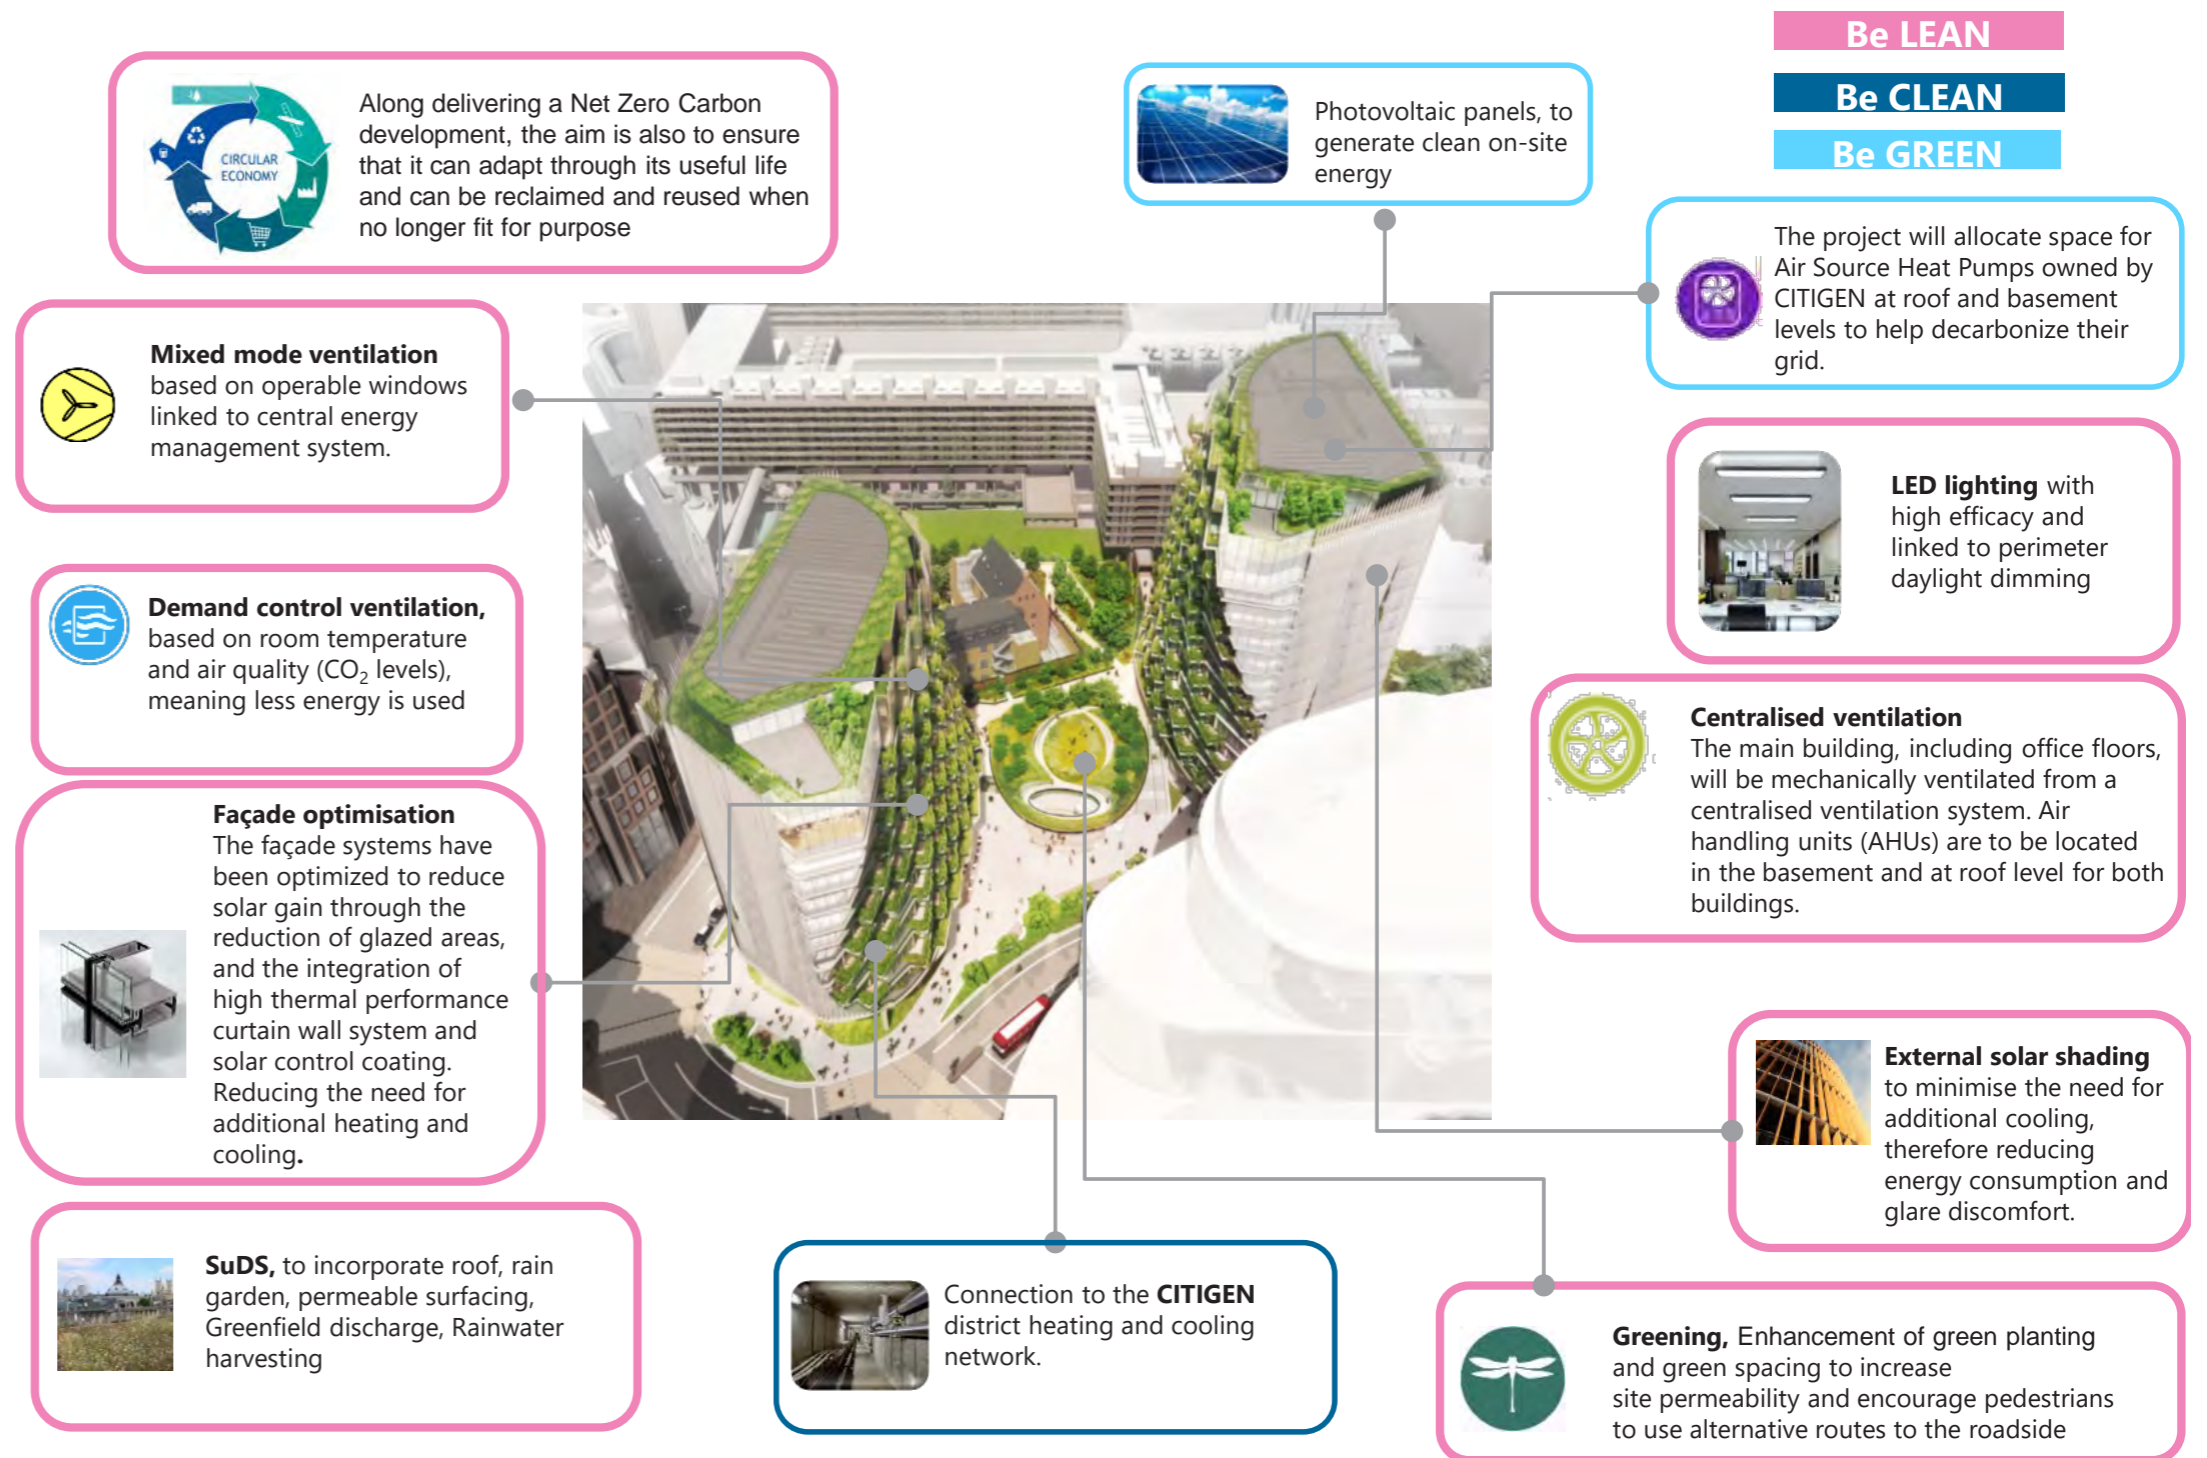 Be LEAN
Be CLEAN
Be GREEN
CIRCULAR
ECONOMY
Along delivering a Net Zero Carbon
development, the aim is also to ensure
that it can adapt through its useful life
and can be reclaimed and reused when
no longer fit for purpose
Photovoltaic panels, to
generate clean on-site
energy
The project will allocate space for
Air Source Heat Pumps owned by
CITIGEN at roof and basement
levels to help decarbonize their
grid.
Mixed mode ventilation
based on operable windows
linked to central energy
management system.
LED lighting with
high efficacy and
linked to perimeter
daylight dimming
Demand control ventilation,
based on room temperature
and air quality (CO₂ levels),
meaning less energy is used
Centralised ventilation
The main building, including office floors,
will be mechanically ventilated from a
centralised ventilation system. Air
handling units (AHUs) are to be located
in the basement and at roof level for both
buildings.
Façade optimisation
The façade systems have
been optimized to reduce
solar gain through the
reduction of glazed areas,
and the integration of
high thermal performance
curtain wall system and
solar control coating.
Reducing the need for
additional heating and
cooling.
External solar shading
to minimise the need for
additional cooling,
therefore reducing
energy consumption and
glare discomfort.
SuDS, to incorporate roof, rain
garden, permeable surfacing,
Greenfield discharge, Rainwater
harvesting
Connection to the CITIGEN
district heating and cooling
network.
Greening, Enhancement of green planting
and green spacing to increase
site permeability and encourage pedestrians
to use alternative routes to the roadside